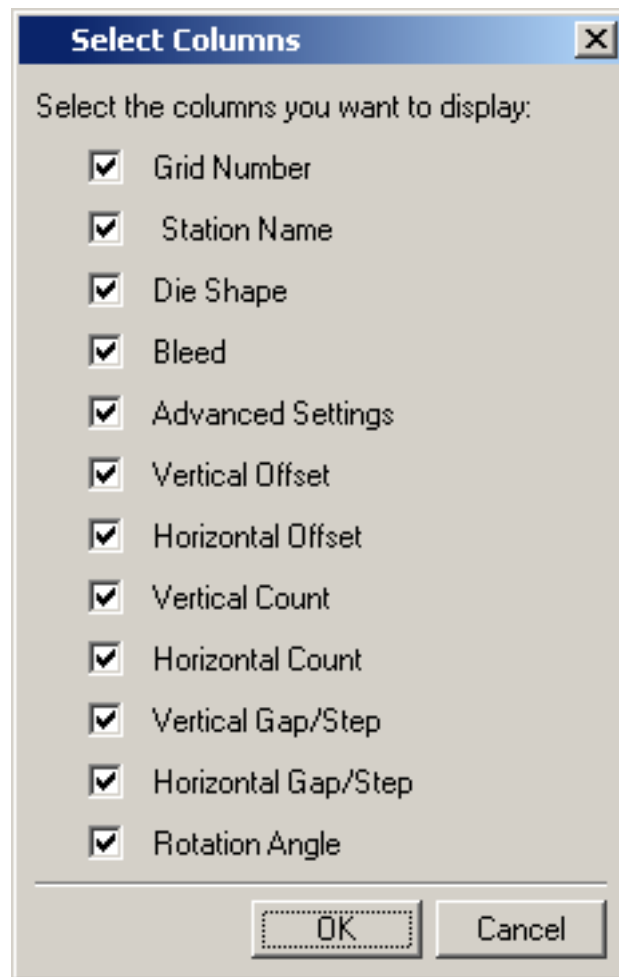 Select Columns
Select the columns you want to display:
Grid Number
Station Name
Die Shape
Bleed
Advanced Settings
Vertical Offset
Horizontal Offset
Vertical Count
Horizontal Count
Vertical Gap/Step
Horizontal Gap/Step
Rotation Angle
OK Cancel